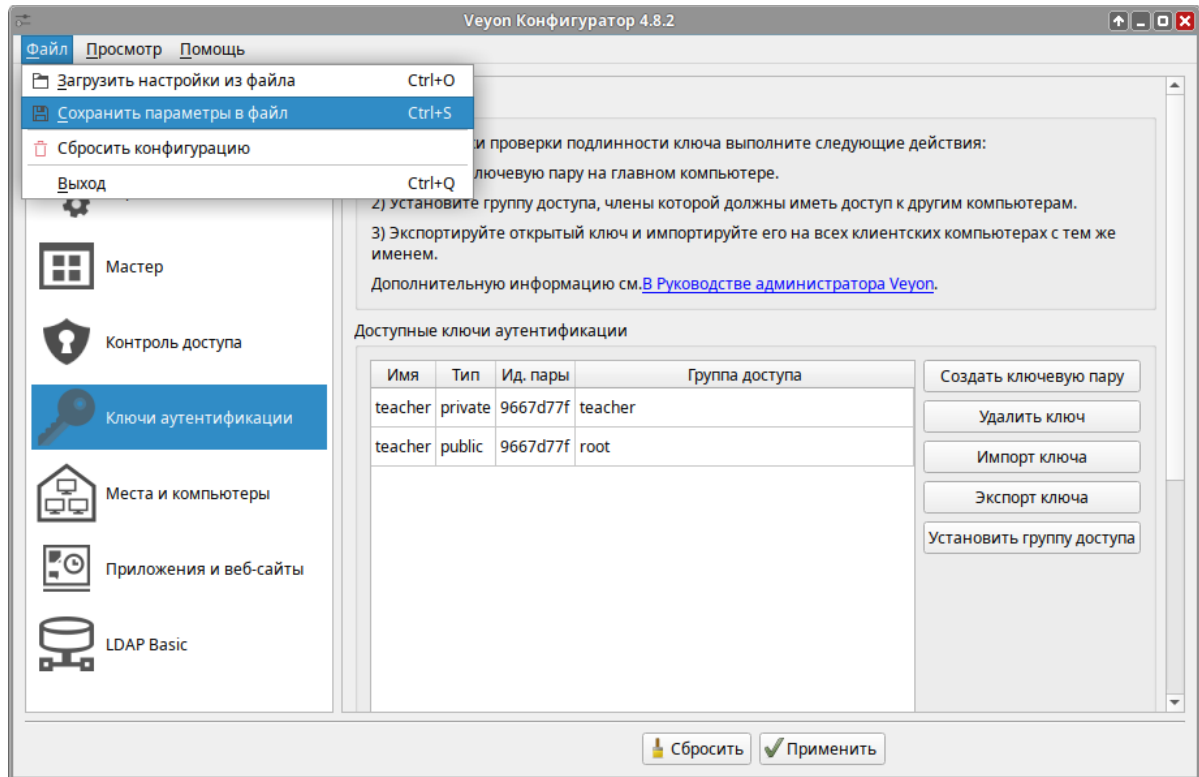 Veyon Конфигуратор 4.8.2
Файл Просмотр Помощь
Загрузить настройки из файла Ctrl+O
Сохранить параметры в файл Ctrl+S
Сбросить конфигурацию
Выход Ctrl+Q
проверки подлинности ключа выполните следующие действия:
ключевую пару на главном компьютере.
2) Установите группу доступа, члены которой должны иметь доступ к другим компьютерам.
3) Экспортируйте открытый ключ и импортируйте его на всех клиентских компьютерах с тем же
именем.
Дополнительную информацию см.В Руководстве администратора Veyon.
Мастер
Контроль доступа
Ключи аутентификации
Места и компьютеры
Приложения и веб-сайты
LDAP Basic
Доступные ключи аутентификации
Имя Тип Ид. пары Группа доступа
teacher private 9667d77f teacher
teacher public 9667d77f root
Создать ключевую пару
Удалить ключ
Импорт ключа
Экспорт ключа
Установить группу доступа
Сбросить Применить